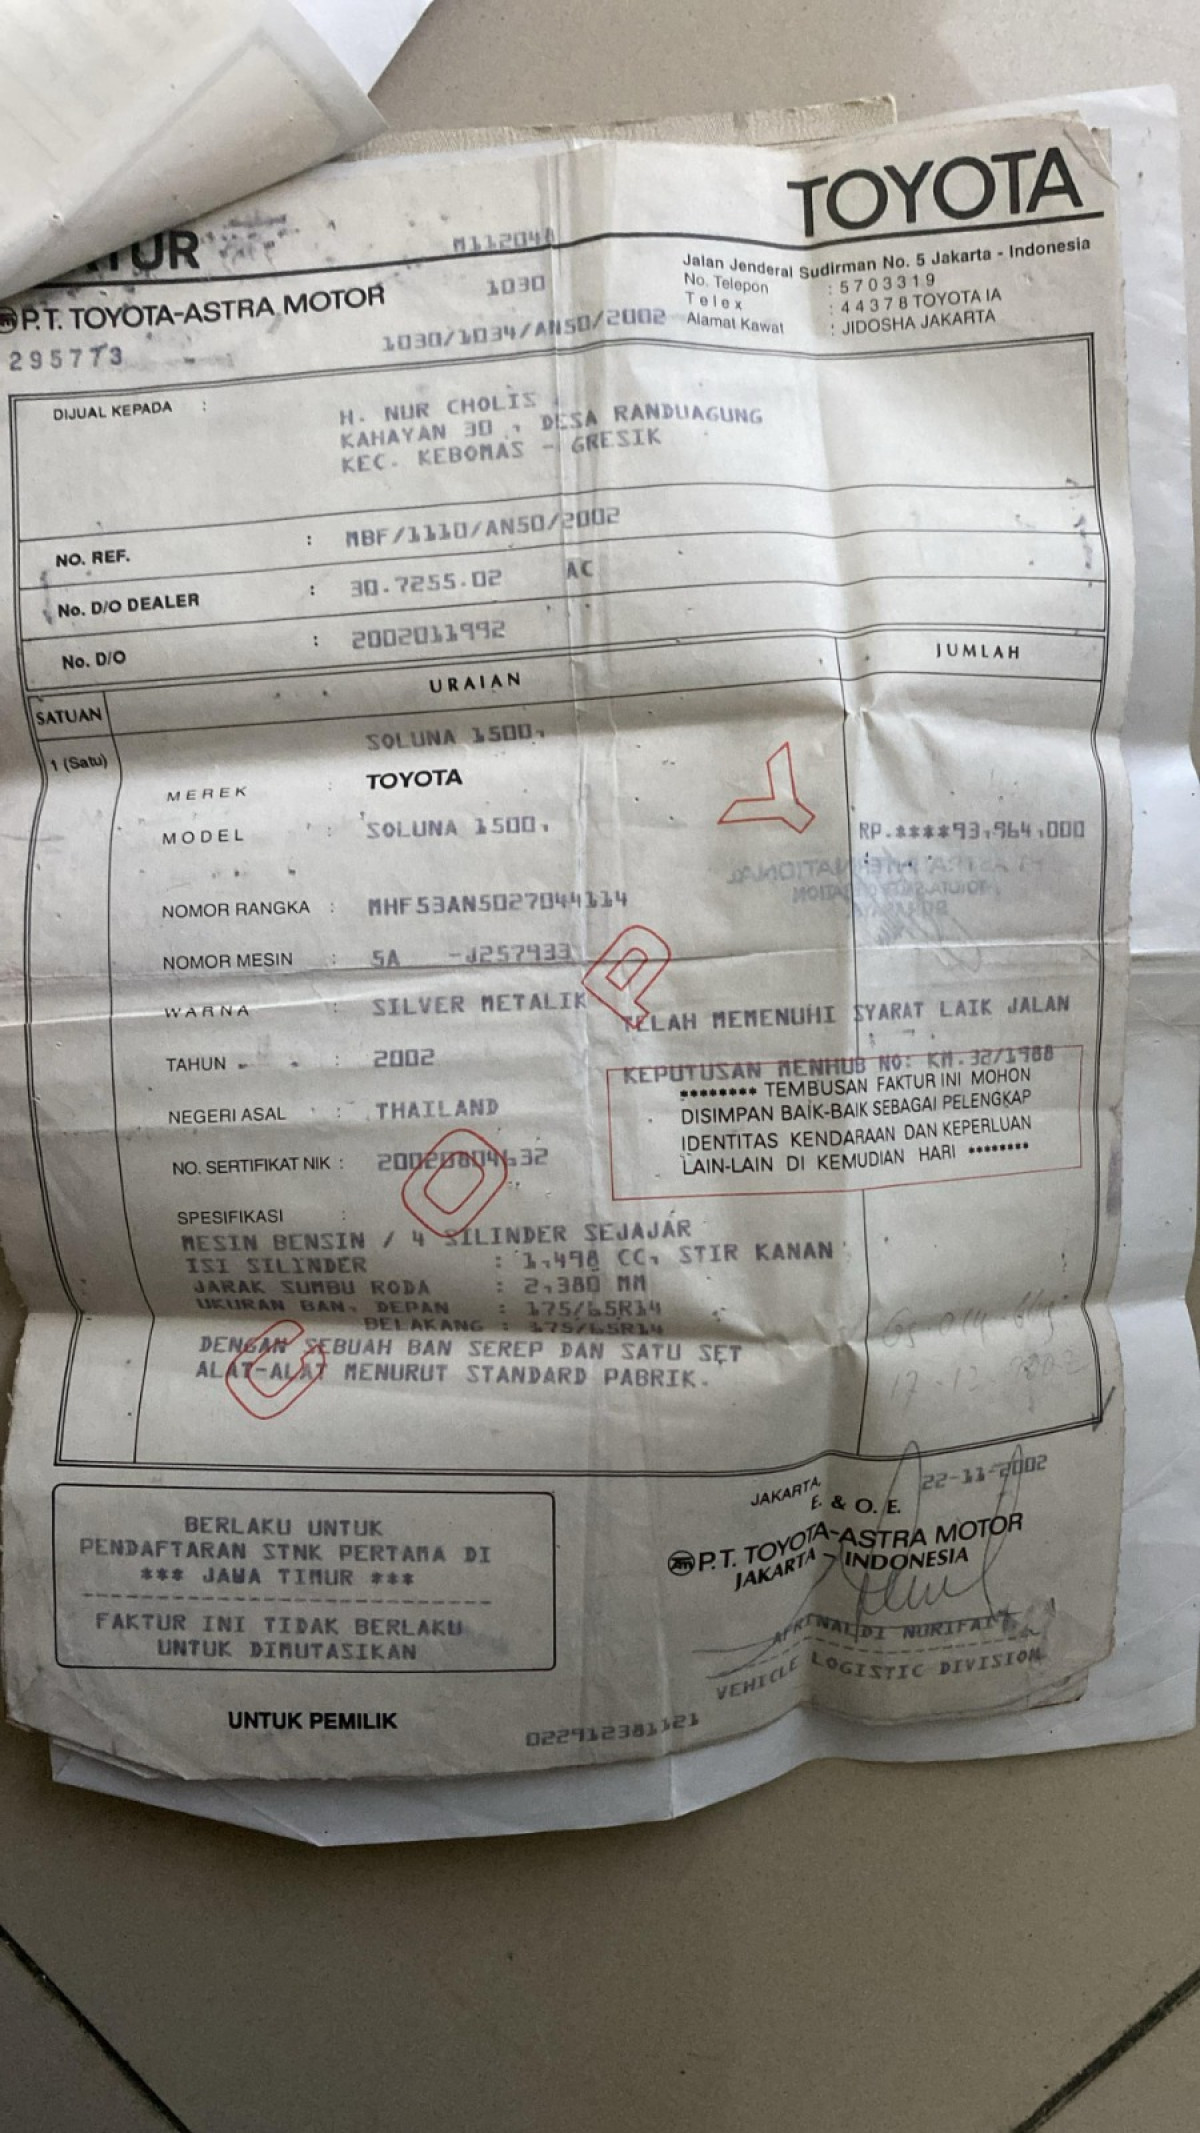 TOYOTA
TUR
M112048
P.T. TOYOTA-ASTRA MOTOR
1030
295773
1030/1034/AN50/2002
Jalan Jenderal Sudirman No. 5 Jakarta - Indonesia
No. Telepon : 5703319
Telex : 44378 TOYOTA IA
Alamat Kawat : JIDOSHA JAKARTA
DIJUAL KEPADA :
H. NUR CHOLIS
KAHAYAN 30 , DESA RANDUAGUNG
KEC. KEBOMAS - GRESIK
NO. REF. : MBF/1110/AN50/2002
No. D/O DEALER : 30.7255.02 AC
No. D/O : 2002011992
SATUAN URAIAN JUMLAH
1 (Satu)
SOLUNA 1500,
MEREK : TOYOTA
MODEL : SOLUNA 1500,
RP.****93,964,000
NOMOR RANGKA : MHF53AN5027044114
NOMOR MESIN : 5A -J257933
WARNA : SILVER METALIK
TELAH MEMENUHI SYARAT LAIK JALAN
TAHUN : 2002
KEPUTUSAN MENHUB NO: KM.32/1988
******** TEMBUSAN FAKTUR INI MOHON
DISIMPAN BAIK-BAIK SEBAGAI PELENGKAP
IDENTITAS KENDARAAN DAN KEPERLUAN
LAIN-LAIN DI KEMUDIAN HARI ********
NEGERI ASAL : THAILAND
NO. SERTIFIKAT NIK : 20020804632
COPY
SPESIFIKASI :
MESIN BENSIN / 4 SILINDER SEJAJAR
ISI SILINDER : 1,498 CC, STIR KANAN
JARAK SUMBU RODA : 2,380 MM
UKURAN BAN, DEPAN : 175/65R14
BELAKANG : 175/65R14
DENGAN SEBUAH BAN SEREP DAN SATU SET
ALAT-ALAT MENURUT STANDARD PABRIK.
17-12-2002
BERLAKU UNTUK
PENDAFTARAN STNK PERTAMA DI
*** JAWA TIMUR ***
FAKTUR INI TIDAK BERLAKU
UNTUK DIMUTASIKAN
JAKARTA, 22-11-2002
E. & O. E.
P.T. TOYOTA-ASTRA MOTOR
JAKARTA - INDONESIA
VEHICLE LOGISTIC DIVISION
UNTUK PEMILIK
022912381121